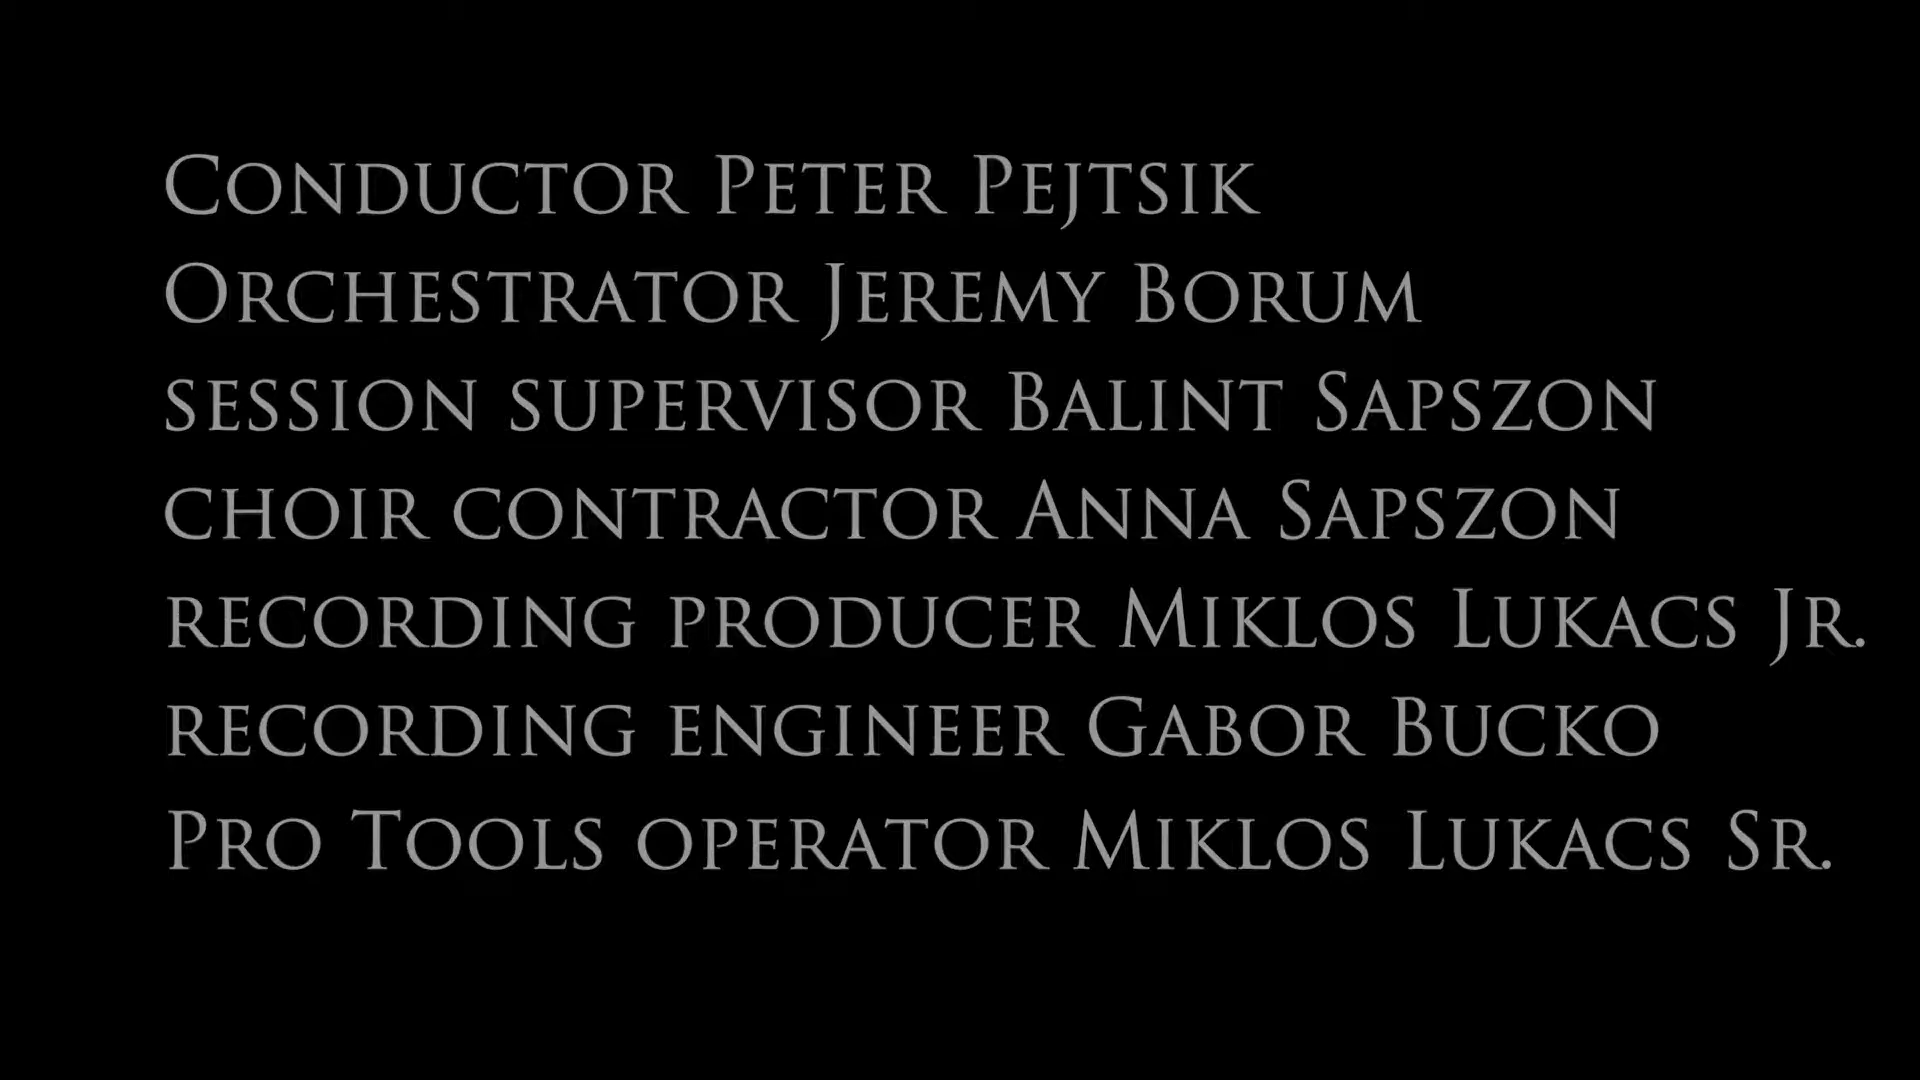 Conductor Peter Pejtsik
Orchestrator Jeremy Borum
session supervisor Balint Sapszon
choir contractor Anna Sapszon
recording producer Miklos Lukacs Jr.
recording engineer Gabor Bucko
Pro Tools operator Miklos Lukacs Sr.